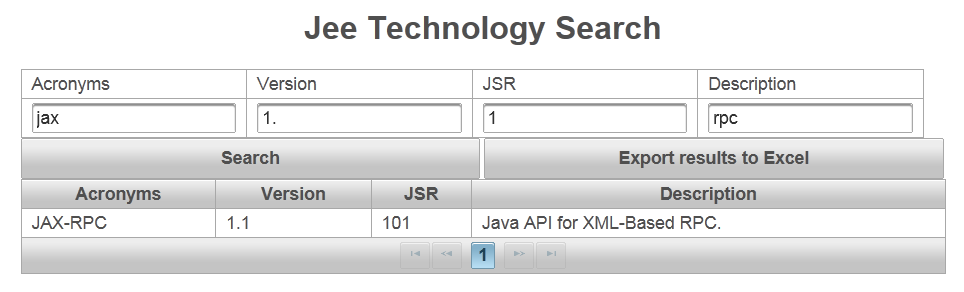 Jee Technology Search
Acronyms Version JSR Description
jax 1. 1 rpc
Search Export results to Excel
Acronyms Version JSR Description
JAX-RPC 1.1 101 Java API for XML-Based RPC.
1